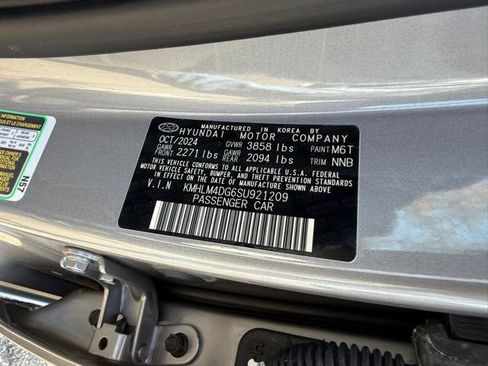 MANUFACTURED IN KOREA BY
HYUNDAI MOTOR COMPANY
OCT/2024 GVWR 3858 lbs PAINT M6T
GAWR FRONT 2271 lbs GAWR REAR 2094 lbs TRIM NNB
THIS VEHICLE CONFORMS TO ALL APPLICABLE U.S.A. FEDERAL
MOTOR VEHICLE SAFETY, BUMPER, AND THEFT PREVENTION
STANDARDS IN EFFECT ON THE DATE OF MANUFACTURE SHOWN ABOVE.
V.I.N KMHLM4DG6SU921209
PASSENGER CAR
INFORMATION
N57